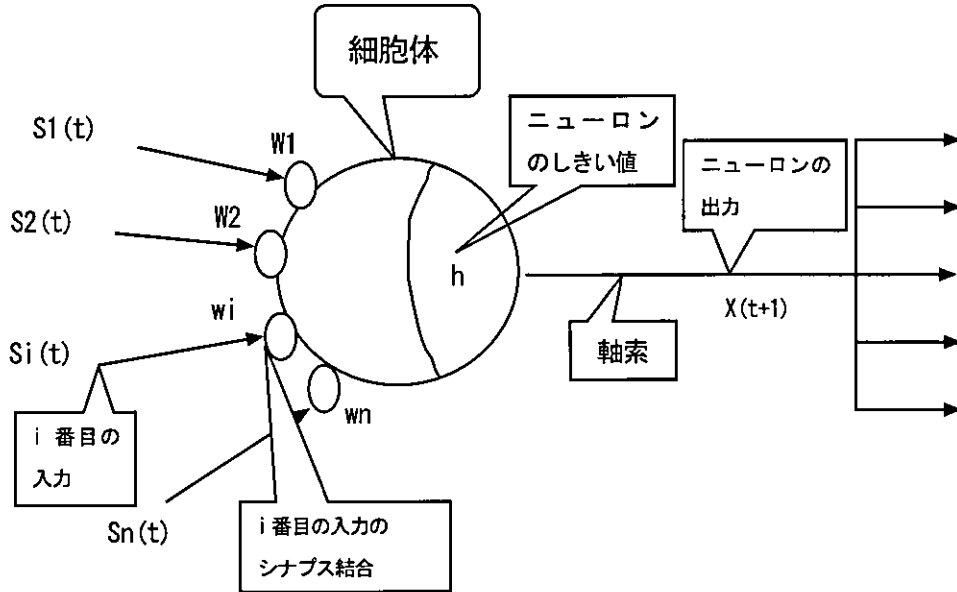 細胞体
ニューロン
のしきい値
ニューロンの
出力
S1(t)
W1
S2(t)
W2
h
X(t+1)
wi
Si(t)
軸索
wn
i 番目の
入力
Sn(t)
i 番目の入力の
シナプス結合